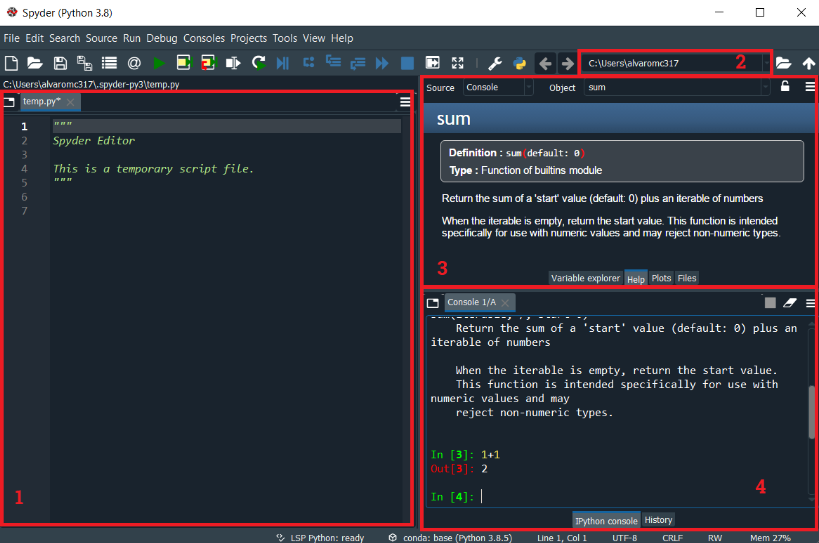 Spyder (Python 3.8)
File Edit Search Source Run Debug Consoles Projects Tools View Help
C:\Users\alvaromc317 2
C:\Users\alvaromc317\.spyder-py3\temp.py
temp.py*
1 """
2 Spyder Editor
3
4 This is a temporary script file.
5 """
6
7
1
Source Console Object sum
sum
Definition : sum(default: 0)
Type : Function of builtins module
Return the sum of a 'start' value (default: 0) plus an iterable of numbers
When the iterable is empty, return the start value. This function is intended
specifically for use with numeric values and may reject non-numeric types.
3
Variable explorer Help Plots Files
Console 1/A
Return the sum of a 'start' value (default: 0) plus an
iterable of numbers
When the iterable is empty, return the start value.
This function is intended specifically for use with
numeric values and may
reject non-numeric types.
In [3]: 1+1
Out[3]: 2
In [4]:
4
IPython console History
LSP Python: ready conda: base (Python 3.8.5) Line 1, Col 1 UTF-8 CRLF RW Mem 27%